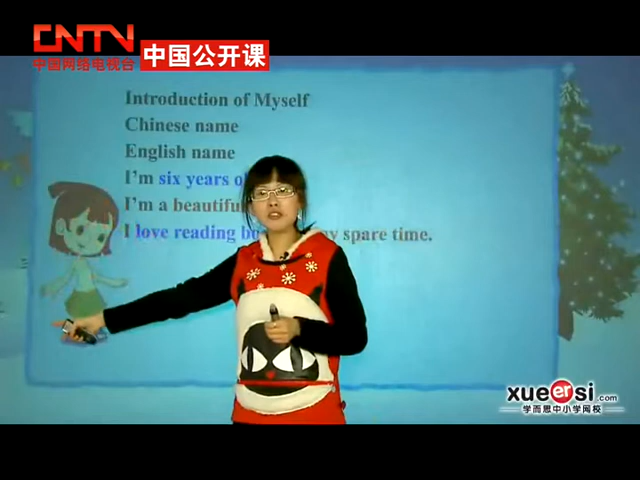 CNTV
中国网络电视台
中国公开课
Introduction of Myself
Chinese name
English name
I'm six years
I'm a beautiful
I love reading my spare time.
xueersi.com
学而思中小学网校